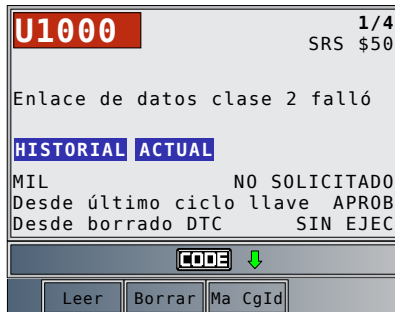 U1000 1/4
SRS $50
Enlace de datos clase 2 falló
HISTORIAL ACTUAL
MIL NO SOLICITADO
Desde último ciclo llave APROB
Desde borrado DTC SIN EJEC
CODE
Leer Borrar Ma CgId